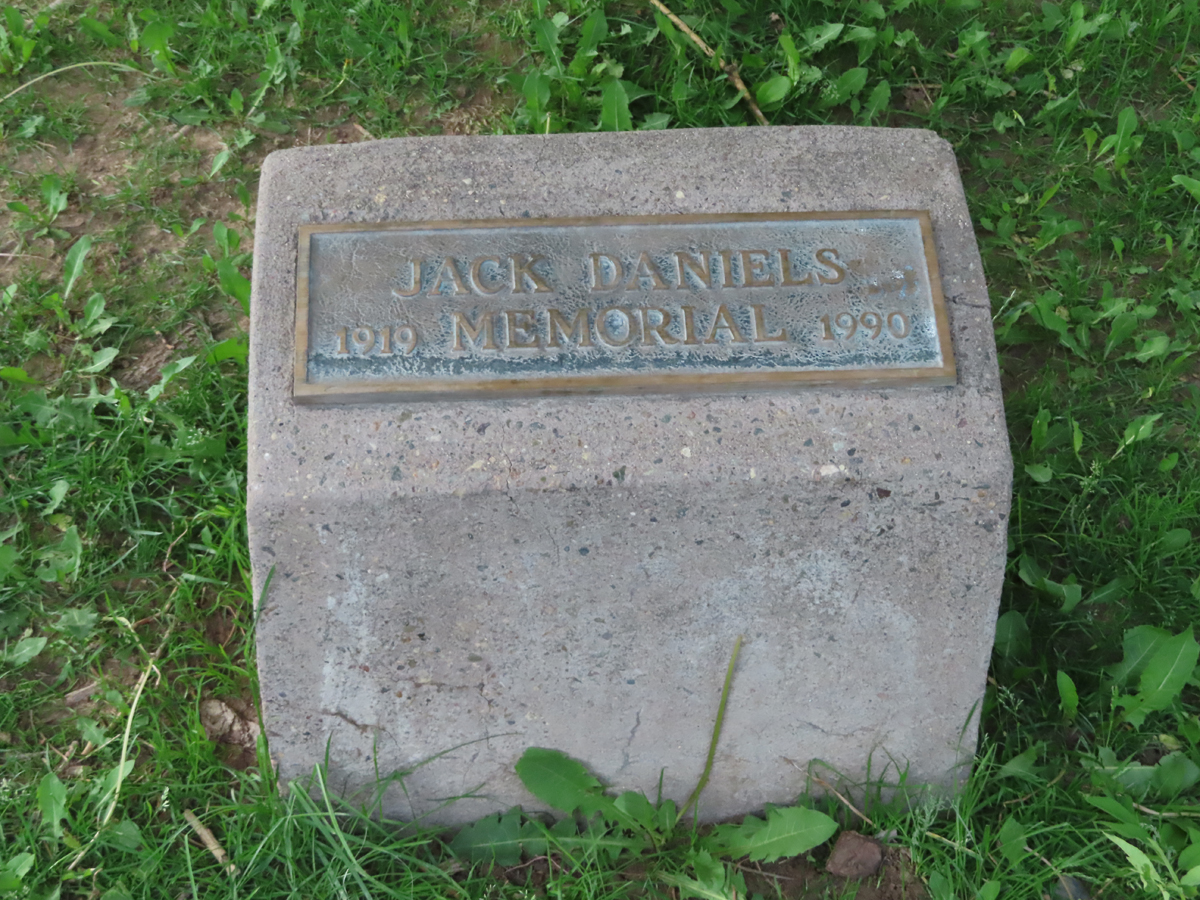 JACK DANIELS
1919 MEMORIAL 1990